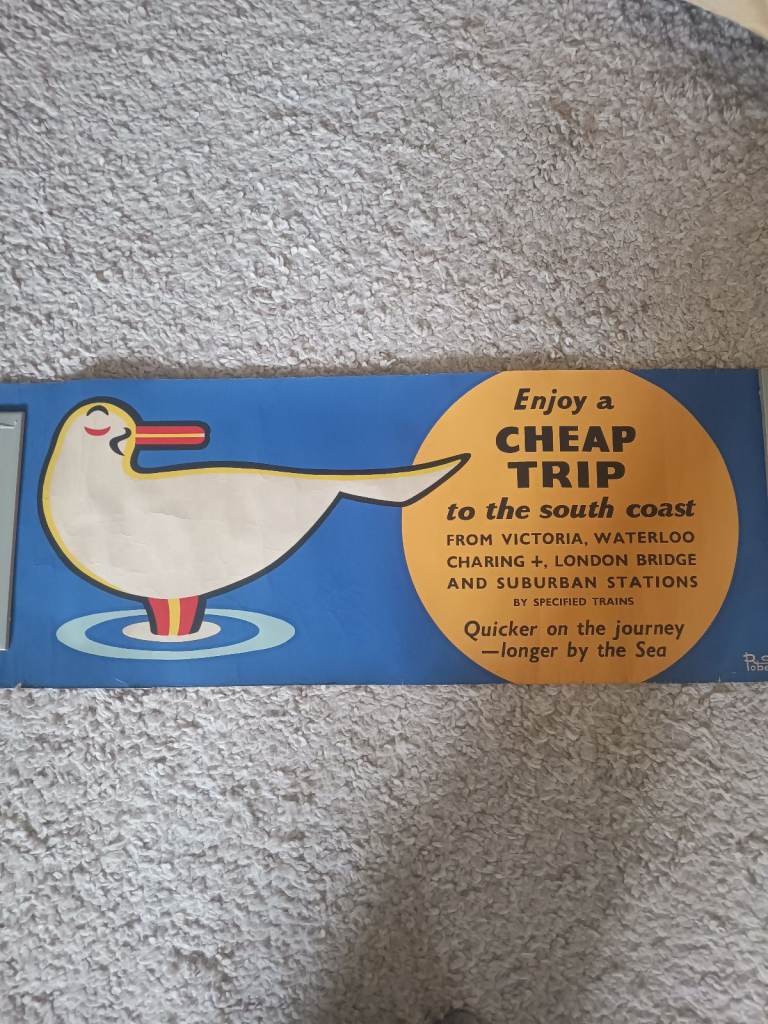 Enjoy a
CHEAP
TRIP
to the south coast
FROM VICTORIA, WATERLOO
CHARING +, LONDON BRIDGE
AND SUBURBAN STATIONS
BY SPECIFIED TRAINS
Quicker on the journey
—longer by the Sea